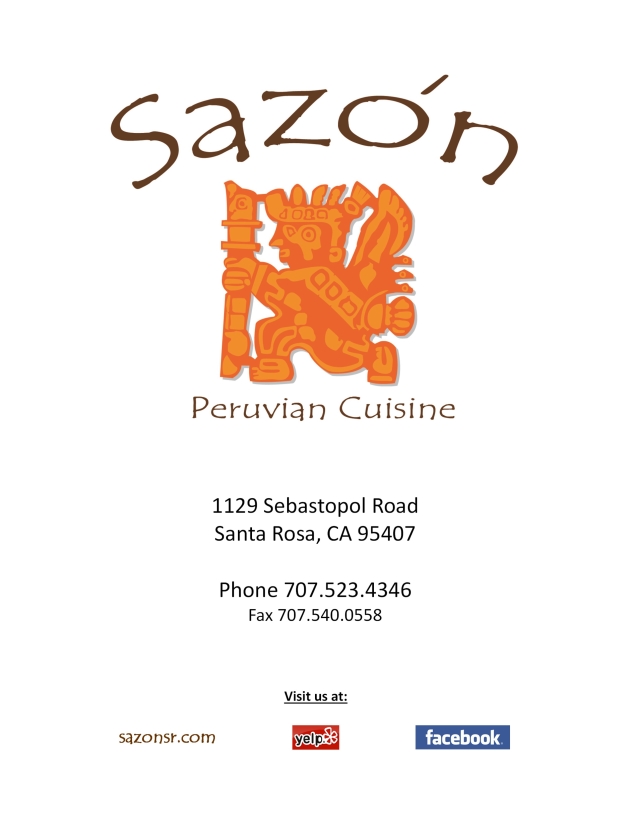 Sazón
Peruvian Cuisine
1129 Sebastopol Road
Santa Rosa, CA 95407
Phone 707.523.4346
Fax 707.540.0558
Visit us at:
sazonsr.com
yelp
facebook.